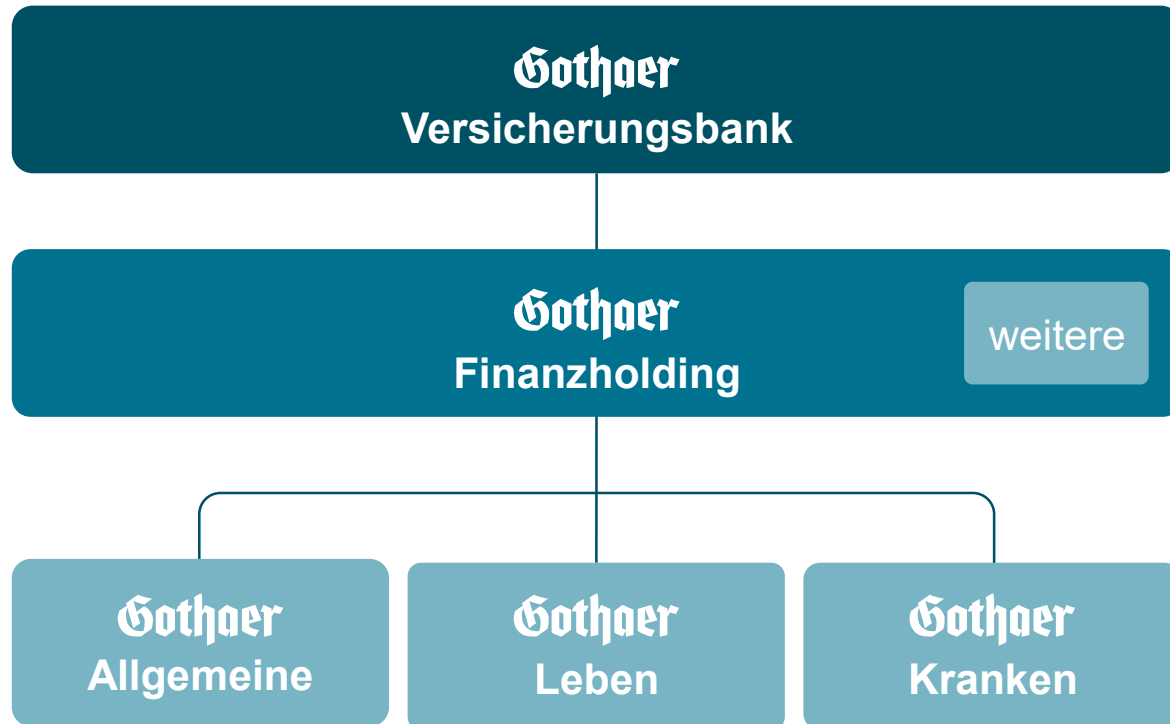 Gothaer
Versicherungsbank
Gothaer
Finanzholding
weitere
Gothaer
Allgemeine
Gothaer
Leben
Gothaer
Kranken